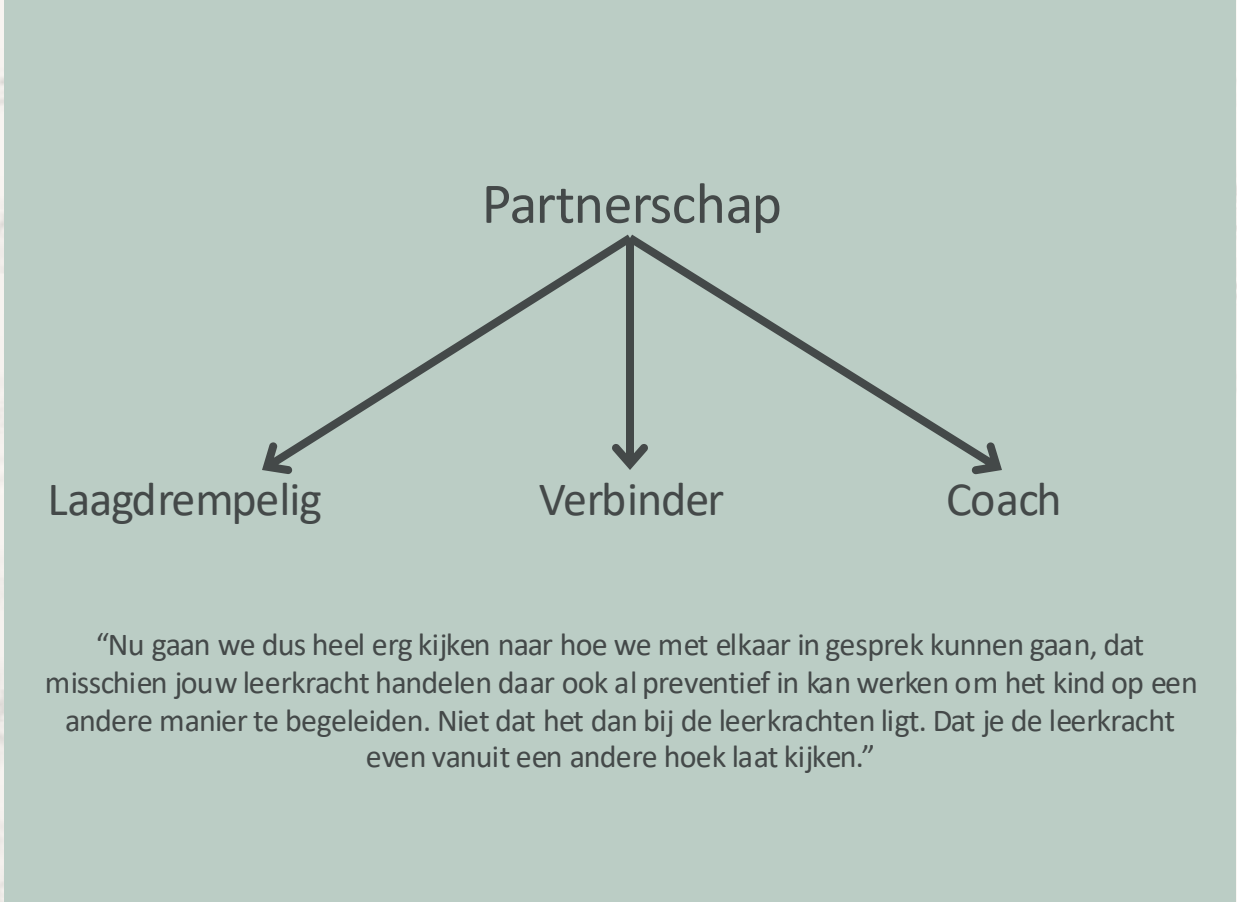 Partnerschap
Laagdrempelig
Verbinder
Coach
“Nu gaan we dus heel erg kijken naar hoe we met elkaar in gesprek kunnen gaan, dat
misschien jouw leerkracht handelen daar ook al preventief in kan werken om het kind op een
andere manier te begeleiden. Niet dat het dan bij de leerkrachten ligt. Dat je de leerkracht
even vanuit een andere hoek laat kijken.”